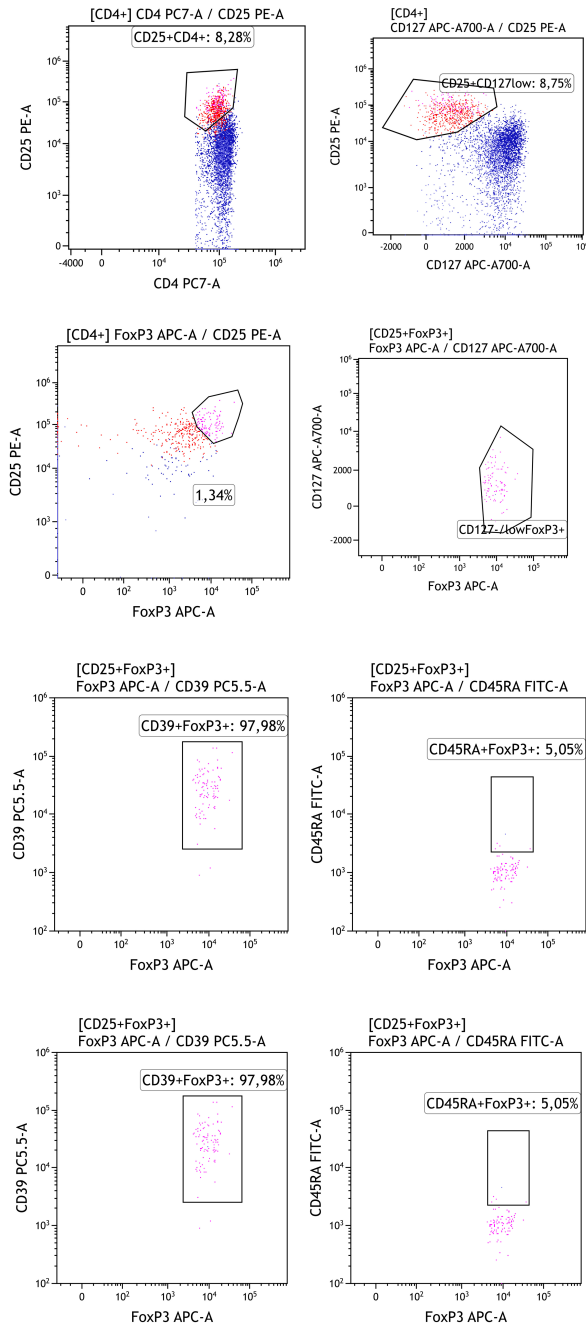 [CD4+] CD4 PC7-A / CD25 PE-A
CD25+CD4+: 8,28%
CD25 PE-A
10⁶
10⁵
10⁴
10³
0
-4000
0
10⁴
10⁵
10⁶
CD4 PC7-A
[CD4+]
CD127 APC-A700-A / CD25 PE-A
CD25+CD127low: 8,75%
CD25 PE-A
10⁶
10⁵
10⁴
10³
0
-2000
0
2000
10⁴
10⁵
10⁶
CD127 APC-A700-A
[CD4+] FoxP3 APC-A / CD25 PE-A
1,34%
CD25 PE-A
10⁶
10⁵
10⁴
10³
0
0
10²
10³
10⁴
10⁵
FoxP3 APC-A
[CD25+FoxP3+]
FoxP3 APC-A / CD127 APC-A700-A
CD127-/lowFoxP3+
CD127 APC-A700-A
10⁶
10⁵
10⁴
2000
0
-2000
0
10²
10³
10⁴
10⁵
FoxP3 APC-A
[CD25+FoxP3+]
FoxP3 APC-A / CD39 PC5.5-A
CD39+FoxP3+: 97,98%
CD39 PC5.5-A
10⁶
10⁵
10⁴
10³
10²
0
10²
10³
10⁴
10⁵
FoxP3 APC-A
[CD25+FoxP3+]
FoxP3 APC-A / CD45RA FITC-A
CD45RA+FoxP3+: 5,05%
CD45RA FITC-A
10⁶
10⁵
10⁴
10³
10²
0
10²
10³
10⁴
10⁵
FoxP3 APC-A
[CD25+FoxP3+]
FoxP3 APC-A / CD39 PC5.5-A
CD39+FoxP3+: 97,98%
CD39 PC5.5-A
10⁶
10⁵
10⁴
10³
10²
0
10²
10³
10⁴
10⁵
FoxP3 APC-A
[CD25+FoxP3+]
FoxP3 APC-A / CD45RA FITC-A
CD45RA+FoxP3+: 5,05%
CD45RA FITC-A
10⁶
10⁵
10⁴
10³
10²
0
10²
10³
10⁴
10⁵
FoxP3 APC-A